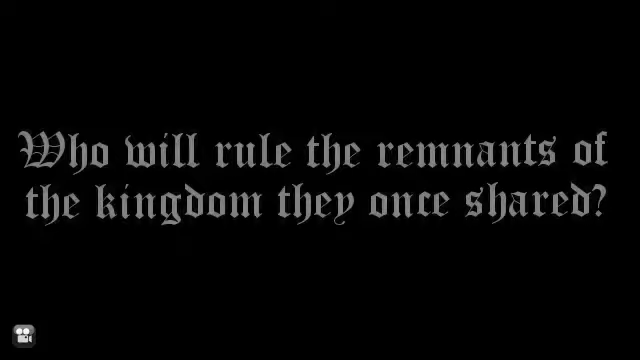 Who will rule the remnants of
the kingdom they once shared?